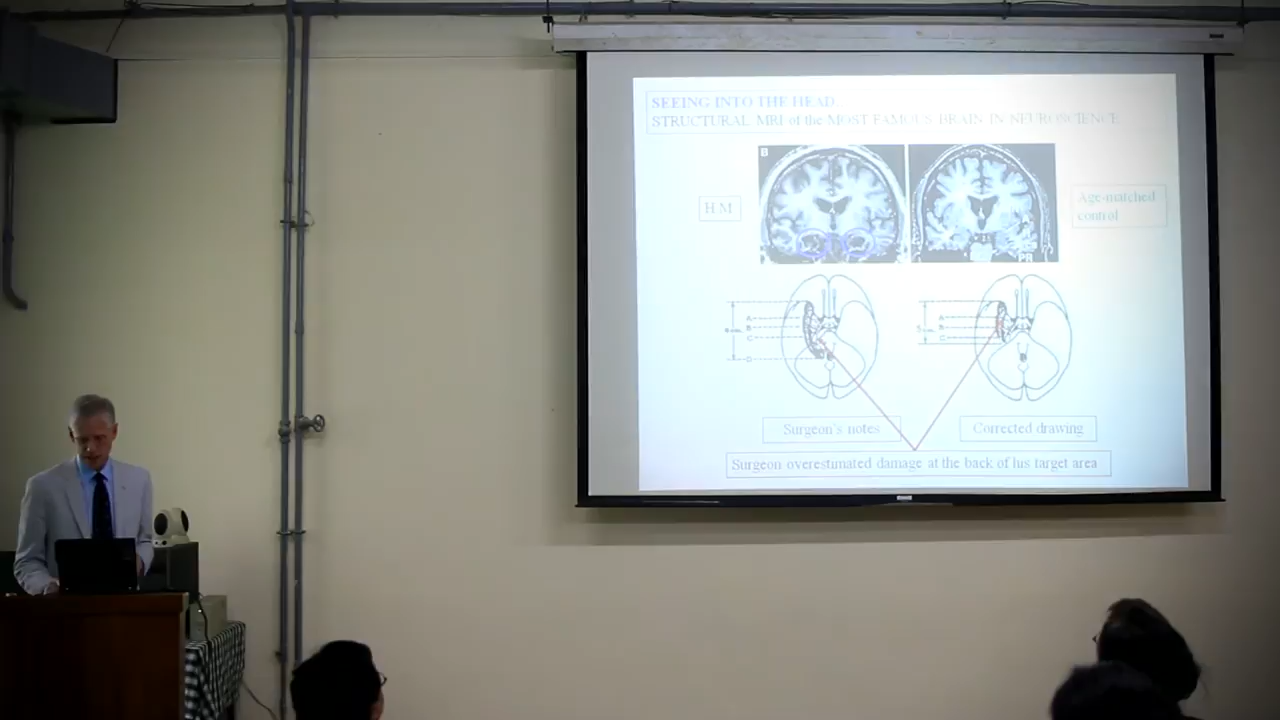 SEEING INTO THE HEAD
STRUCTURAL MRI of the MOST FAMOUS BRAIN IN NEUROSCIENCE
B
H M
Age-matched
control
A
B
C
D
A
B
C
Surgeon's notes
Corrected drawing
Surgeon overestimated damage at the back of his target area